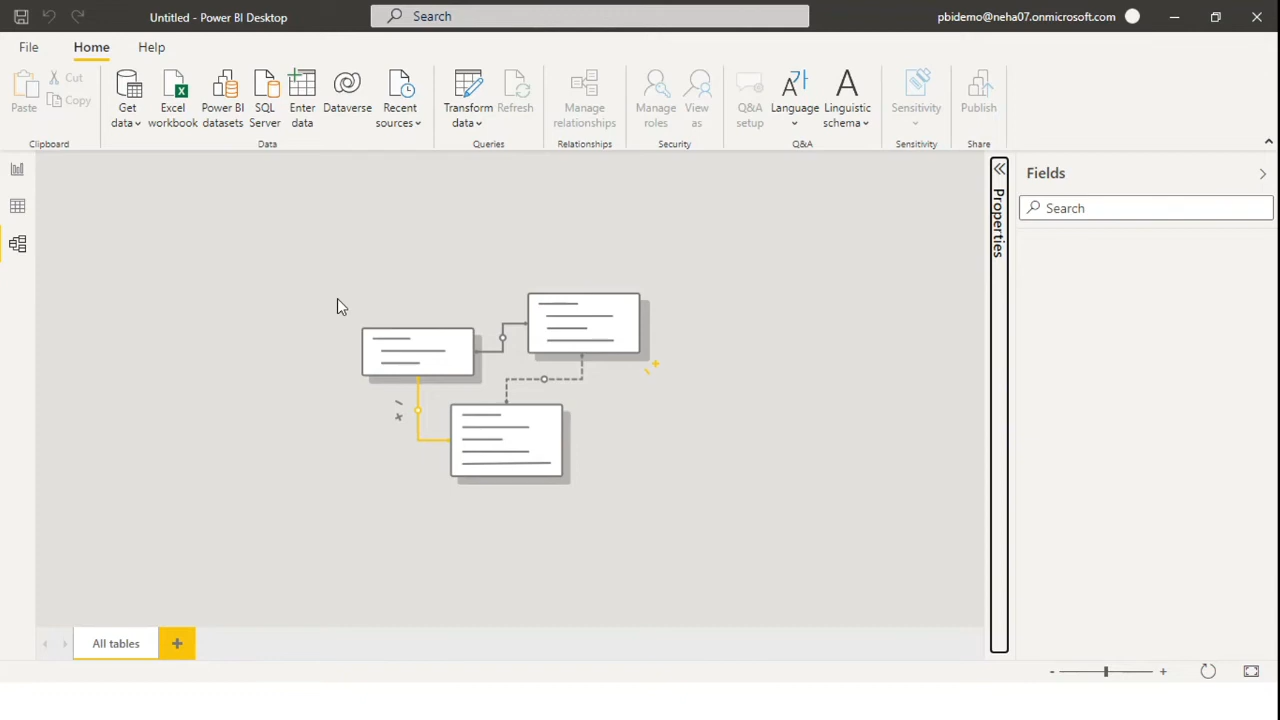 Untitled - Power BI Desktop
Search
pbidemo@neha07.onmicrosoft.com
File
Home
Help
Paste
Cut
Copy
Get data
Excel workbook
Power BI datasets
SQL Server
Enter data
Dataverse
Recent sources
Transform data
Refresh
Manage relationships
Manage roles
View as
Q&A setup
Language
Linguistic schema
Sensitivity
Publish
Clipboard
Data
Queries
Relationships
Security
Q&A
Sensitivity
Share
Properties
Fields
Search
All tables